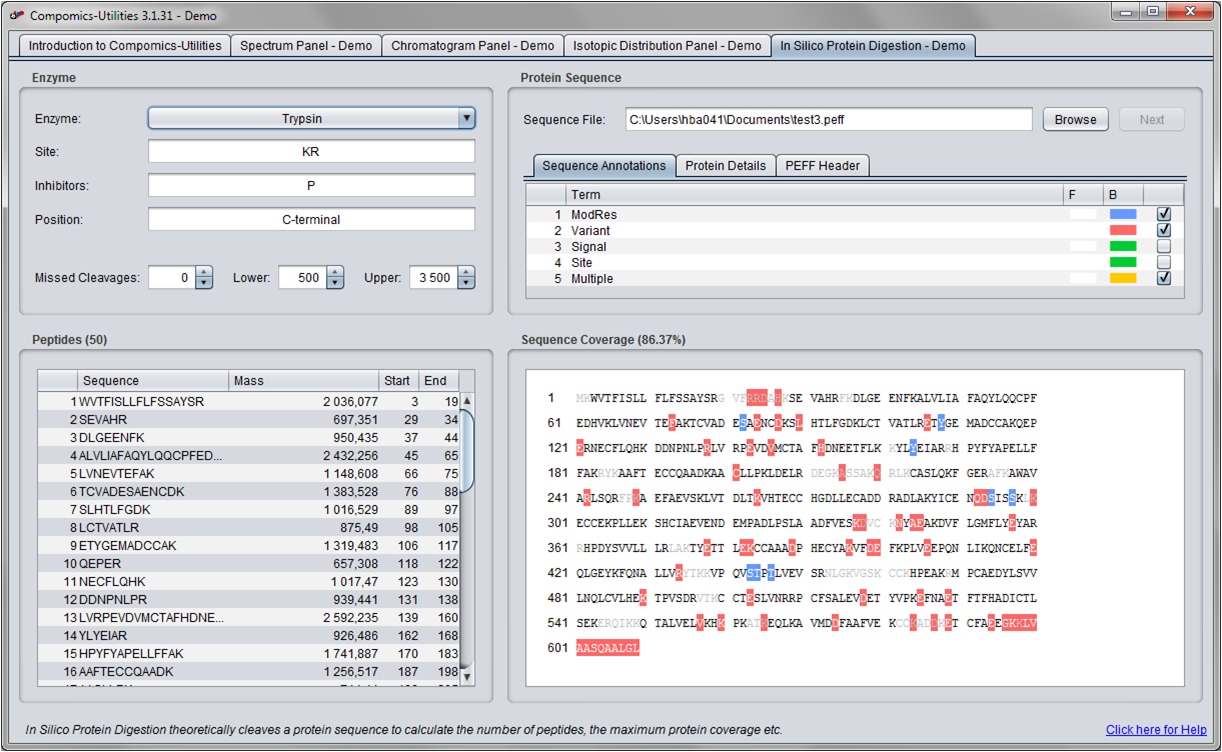 Compomics-Utilities 3.1.31 - Demo
Introduction to Compomics-Utilities Spectrum Panel - Demo Chromatogram Panel - Demo Isotopic Distribution Panel - Demo In Silico Protein Digestion - Demo
Enzyme
Enzyme: Trypsin
Site: KR
Inhibitors: P
Position: C-terminal
Missed Cleavages: 0 Lower: 500 Upper: 3 500
Protein Sequence
Sequence File: C:\Users\hba041\Documents\test3.peff Browse Next
Sequence Annotations Protein Details PEFF Header
Term F B
1 ModRes
2 Variant
3 Signal
4 Site
5 Multiple
Peptides (50)
Sequence Mass Start End
1 WVTFISLLFLFSSAYSR 2 036,077 3 19
2 SEVAHR 697,351 29 34
3 DLGEENFK 950,435 37 44
4 ALVLIAFAQYLQQCPFED... 2 432,256 45 65
5 LVNEVTEFAK 1 148,608 66 75
6 TCVADESAENCDK 1 383,528 76 88
7 SLHTLFGDK 1 016,529 89 97
8 LCTVATLR 875,49 98 105
9 ETYGEMADCCAK 1 319,483 106 117
10 QEPER 657,308 118 122
11 NECFLQHK 1 017,47 123 130
12 DDNPNLPR 939,441 131 138
13 LVRPEVDVMCTAFHDNE... 2 592,235 139 160
14 YLYEIAR 926,486 162 168
15 HPYFYAPELLFFAK 1 741,887 170 183
16 AAFTECCQAADK 1 256,517 187 198
Sequence Coverage (86.37%)
1 MKWVTFISLL FLFSSAYSRG VFRRDAHKSE VAHRFKDLGE ENFKALVLIA FAQYLQQCPF
61 EDHVKLVNEV TEFAKTCVAD ESAENCDKSL HTLFGDKLCT VATLRETYGE MADCCAKQEP
121 ERNECFLQHK DDNPNLPRLV RPEVDVMCTA FHDNEETFLK KYLYEIARRH PYFYAPELLF
181 FAKRYKAAFT ECCQAADKAA CLLPKLDELR DEGKASSAKQ RLKCASLQKF GERAFKAWAV
241 ARLSQRFPKA EFAEVSKLVT DLTKVHTECC HGDLLECADD RADLAKYICE NQDSISSKLK
301 ECCEKPLLEK SHCIAEVEND EMPADLPSLA ADFVESKDVC KNYAEAKDVF LGMFLYEYAR
361 RHPDYSVVLL LRLAKTYETT LEKCCAAADP HECYAKVFDE FKPLVEEPQN LIKQNCELFE
421 QLGEYKFQNA LLVRYTKKVP QVSTPTLVEV SRNLGKVGSK CCKHPEAKRM PCAEDYLSVV
481 LNQLCVLHEK TPVSDRVTKC CTESLVNRRP CFSALEVDET YVPKEFNAET FTFHADICTL
541 SEKERQIKKQ TALVELVKHK PKATKEQLKA VMDDFAAFVE KCCKADDKET CFAEEGKKLV
601 AASQAALGL
In Silico Protein Digestion theoretically cleaves a protein sequence to calculate the number of peptides, the maximum protein coverage etc. Click here for Help